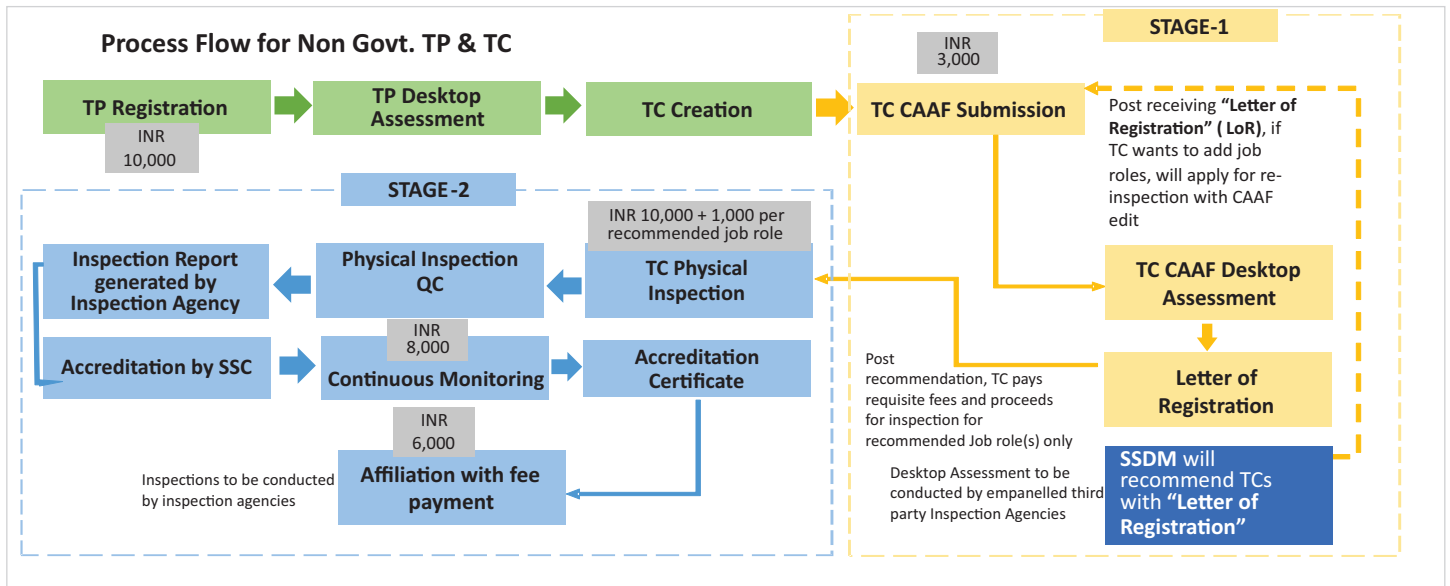 Process Flow for Non Govt. TP & TC
TP Registration
INR
10,000
TP Desktop
Assessment
TC Creation
STAGE-1
INR
3,000
TC CAAF Submission
Post receiving “Letter of
Registration” ( LoR), if
TC wants to add job
roles, will apply for re-
inspection with CAAF
edit
TC CAAF Desktop
Assessment
Letter of
Registration
SSDM will
recommend TCs
with “Letter of
Registration”
Post
recommendation, TC pays
requisite fees and proceeds
for inspection for
recommended Job role(s) only
Desktop Assessment to be
conducted by empanelled third
party Inspection Agencies
STAGE-2
INR 10,000 + 1,000 per
recommended job role
TC Physical
Inspection
Physical Inspection
QC
Inspection Report
generated by
Inspection Agency
Accreditation by SSC
INR
8,000
Continuous Monitoring
Accreditation
Certificate
INR
6,000
Affiliation with fee
payment
Inspections to be conducted
by inspection agencies